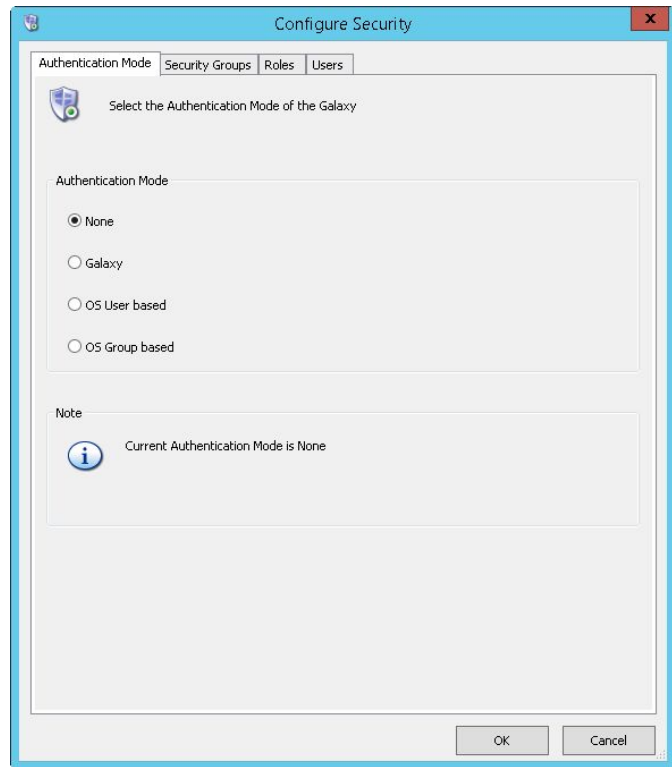 Configure Security
x
Authentication Mode Security Groups Roles Users
Select the Authentication Mode of the Galaxy
Authentication Mode
None
Galaxy
OS User based
OS Group based
Note
Current Authentication Mode is None
OK Cancel